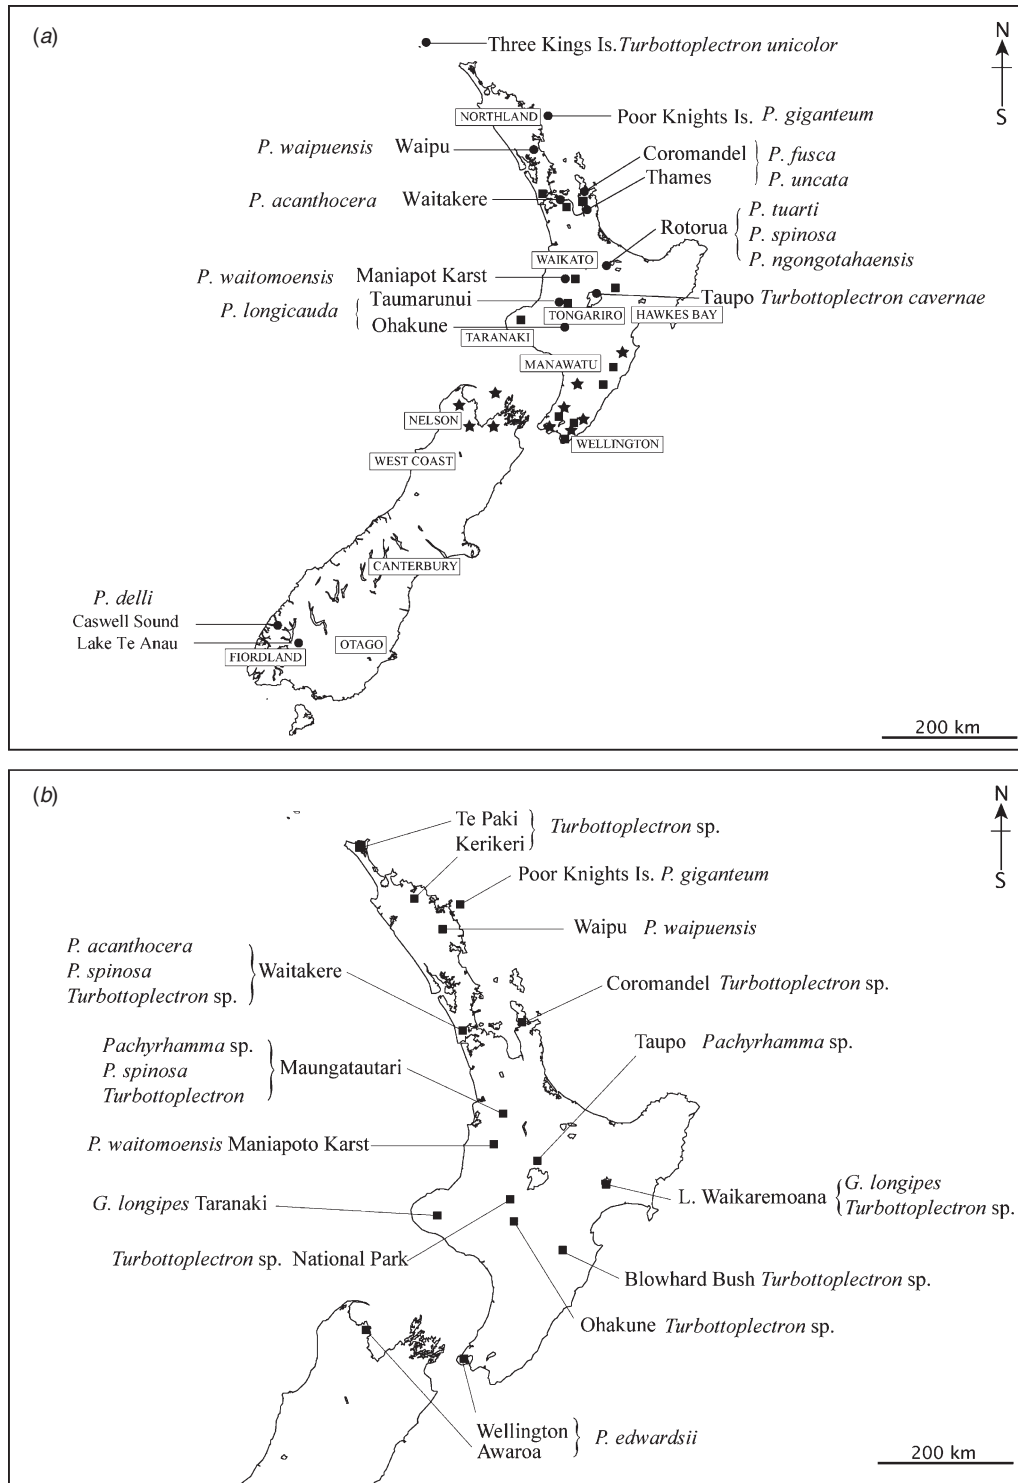 (a)
N
S
Three Kings Is. Turbottoplectron unicolor
NORTHLAND
Poor Knights Is. P. giganteum
P. waipuensis Waipu
Coromandel } P. fusca
Thames } P. uncata
P. acanthocera Waitakere
Rotorua { P. tuarti
P. spinosa
P. ngongotahaensis
WAIKATO
P. waitomoensis Maniapot Karst
P. longicauda { Taumarunui
Ohakune
Taupo Turbottoplectron cavernae
TONGARIRO
HAWKES BAY
TARANAKI
MANAWATU
NELSON
WELLINGTON
WEST COAST
CANTERBURY
P. delli
Caswell Sound
Lake Te Anau
OTAGO
FIORDLAND
200 km
(b)
N
S
Te Paki } Turbottoplectron sp.
Kerikeri
Poor Knights Is. P. giganteum
Waipu P. waipuensis
P. acanthocera
P. spinosa } Waitakere
Turbottoplectron sp.
Coromandel Turbottoplectron sp.
Taupo Pachyrhamma sp.
Pachyrhamma sp.
P. spinosa } Maungatautari
Turbottoplectron
P. waitomoensis Maniapoto Karst
L. Waikaremoana { G. longipes
Turbottoplectron sp.
G. longipes Taranaki
Turbottoplectron sp. National Park
Blowhard Bush Turbottoplectron sp.
Ohakune Turbottoplectron sp.
Wellington } P. edwardsii
Awaroa
200 km